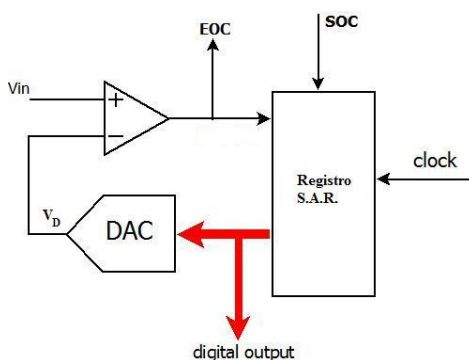 EOC
SOC
Vin
+
−
Registro
S.A.R.
clock
VD
DAC
digital output